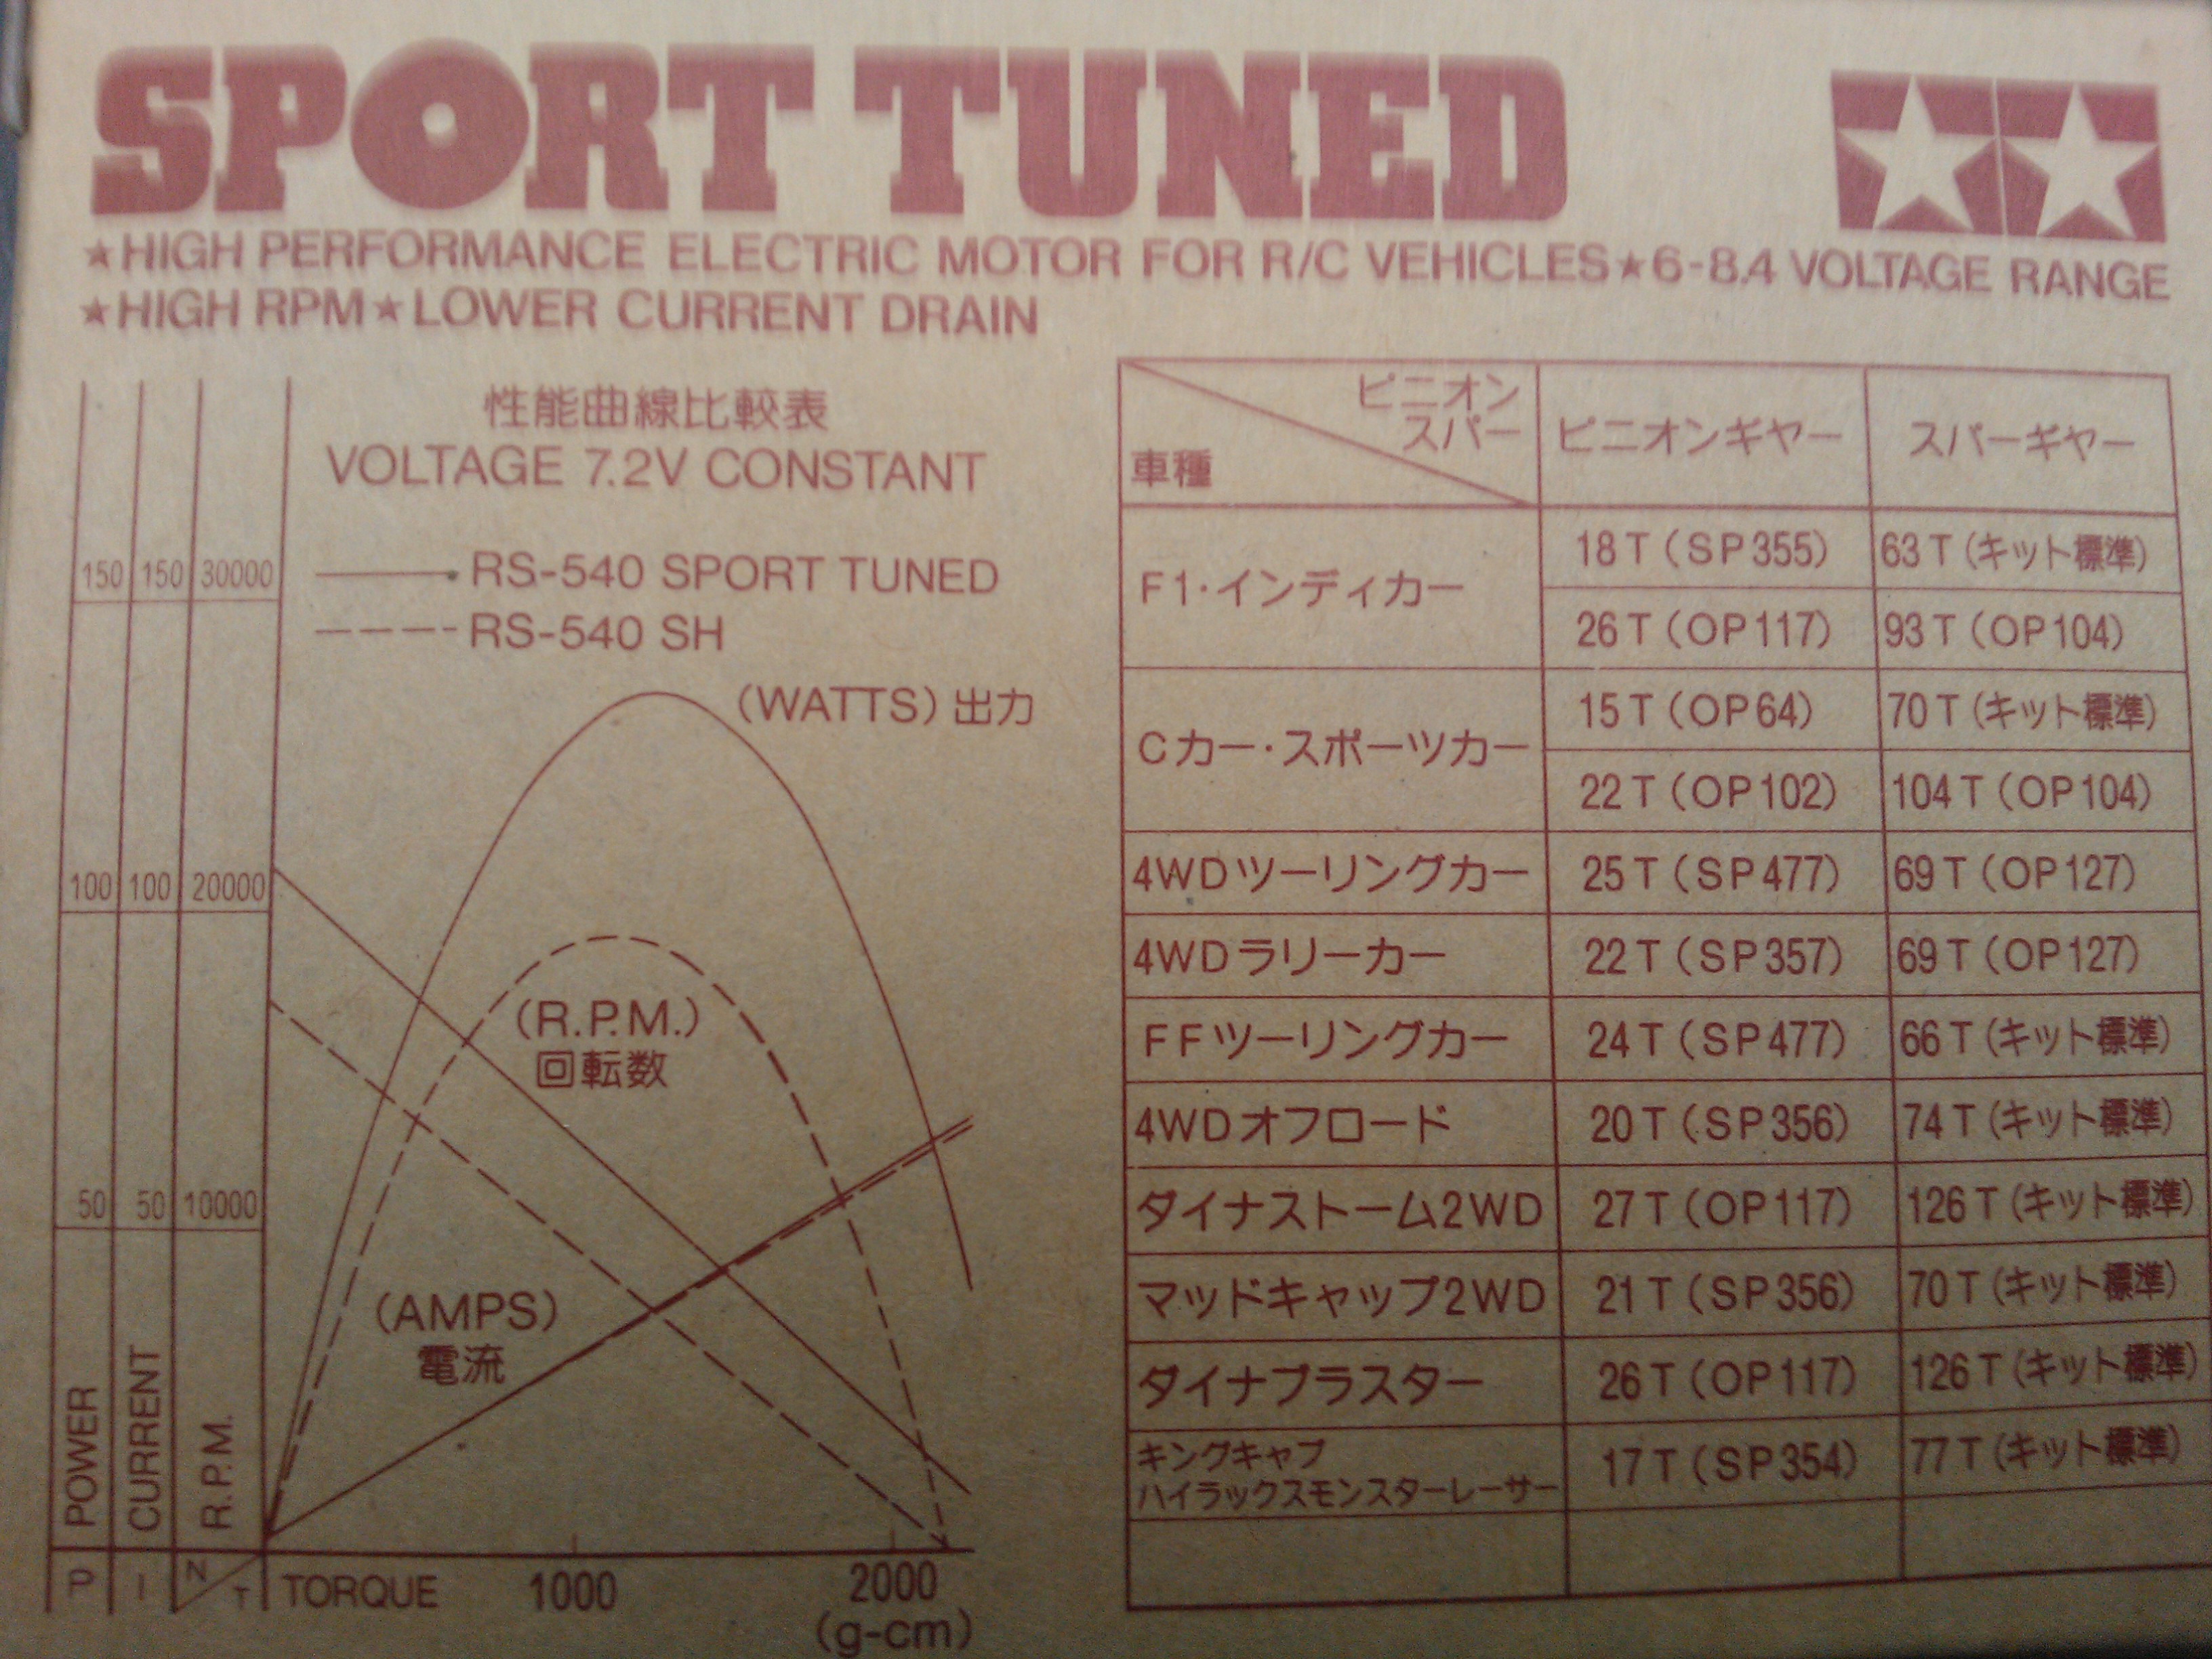 SPORT TUNED
★HIGH PERFORMANCE ELECTRIC MOTOR FOR R/C VEHICLES★6-8.4 VOLTAGE RANGE
★HIGH RPM★LOWER CURRENT DRAIN
性能曲線比較表
VOLTAGE 7.2V CONSTANT
RS-540 SPORT TUNED
RS-540 SH
150 150 30000
(WATTS) 出力
100 100 20000
(R.P.M.)
回転数
50 50 10000
(AMPS)
電流
POWER
CURRENT
R.P.M.
P I N T TORQUE 1000 2000
(g-cm)
ピニオン
スパー
車種
ピニオンギヤー スパーギヤー
F1·インディカー
18T(SP355) 63T(キット標準)
26T(OP117) 93T(OP104)
Cカー·スポーツカー
15T(OP64) 70T(キット標準)
22T(OP102) 104T(OP104)
4WDツーリングカー 25T(SP477) 69T(OP127)
4WDラリーカー 22T(SP357) 69T(OP127)
FFツーリングカー 24T(SP477) 66T(キット標準)
4WDオフロード 20T(SP356) 74T(キット標準)
ダイナストーム2WD 27T(OP117) 126T(キット標準)
マッドキャップ2WD 21T(SP356) 70T(キット標準)
ダイナブラスター 26T(OP117) 126T(キット標準)
キングキャブ
ハイラックスモンスターレーサー
17T(SP354) 77T(キット標準)